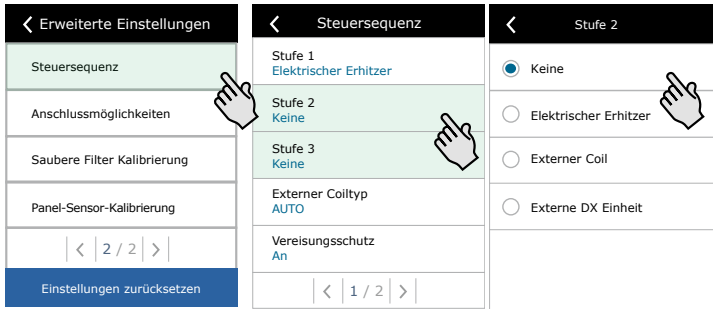 Erweiterte Einstellungen
Steuersequenz
Anschlussmöglichkeiten
Saubere Filter Kalibrierung
Panel-Sensor-Kalibrierung
2 / 2
Einstellungen zurücksetzen
Steuersequenz
Stufe 1
Elektrischer Erhitzer
Stufe 2
Keine
Stufe 3
Keine
Externer Coiltyp
AUTO
Vereisungsschutz
An
1 / 2
Stufe 2
Keine
Elektrischer Erhitzer
Externer Coil
Externe DX Einheit